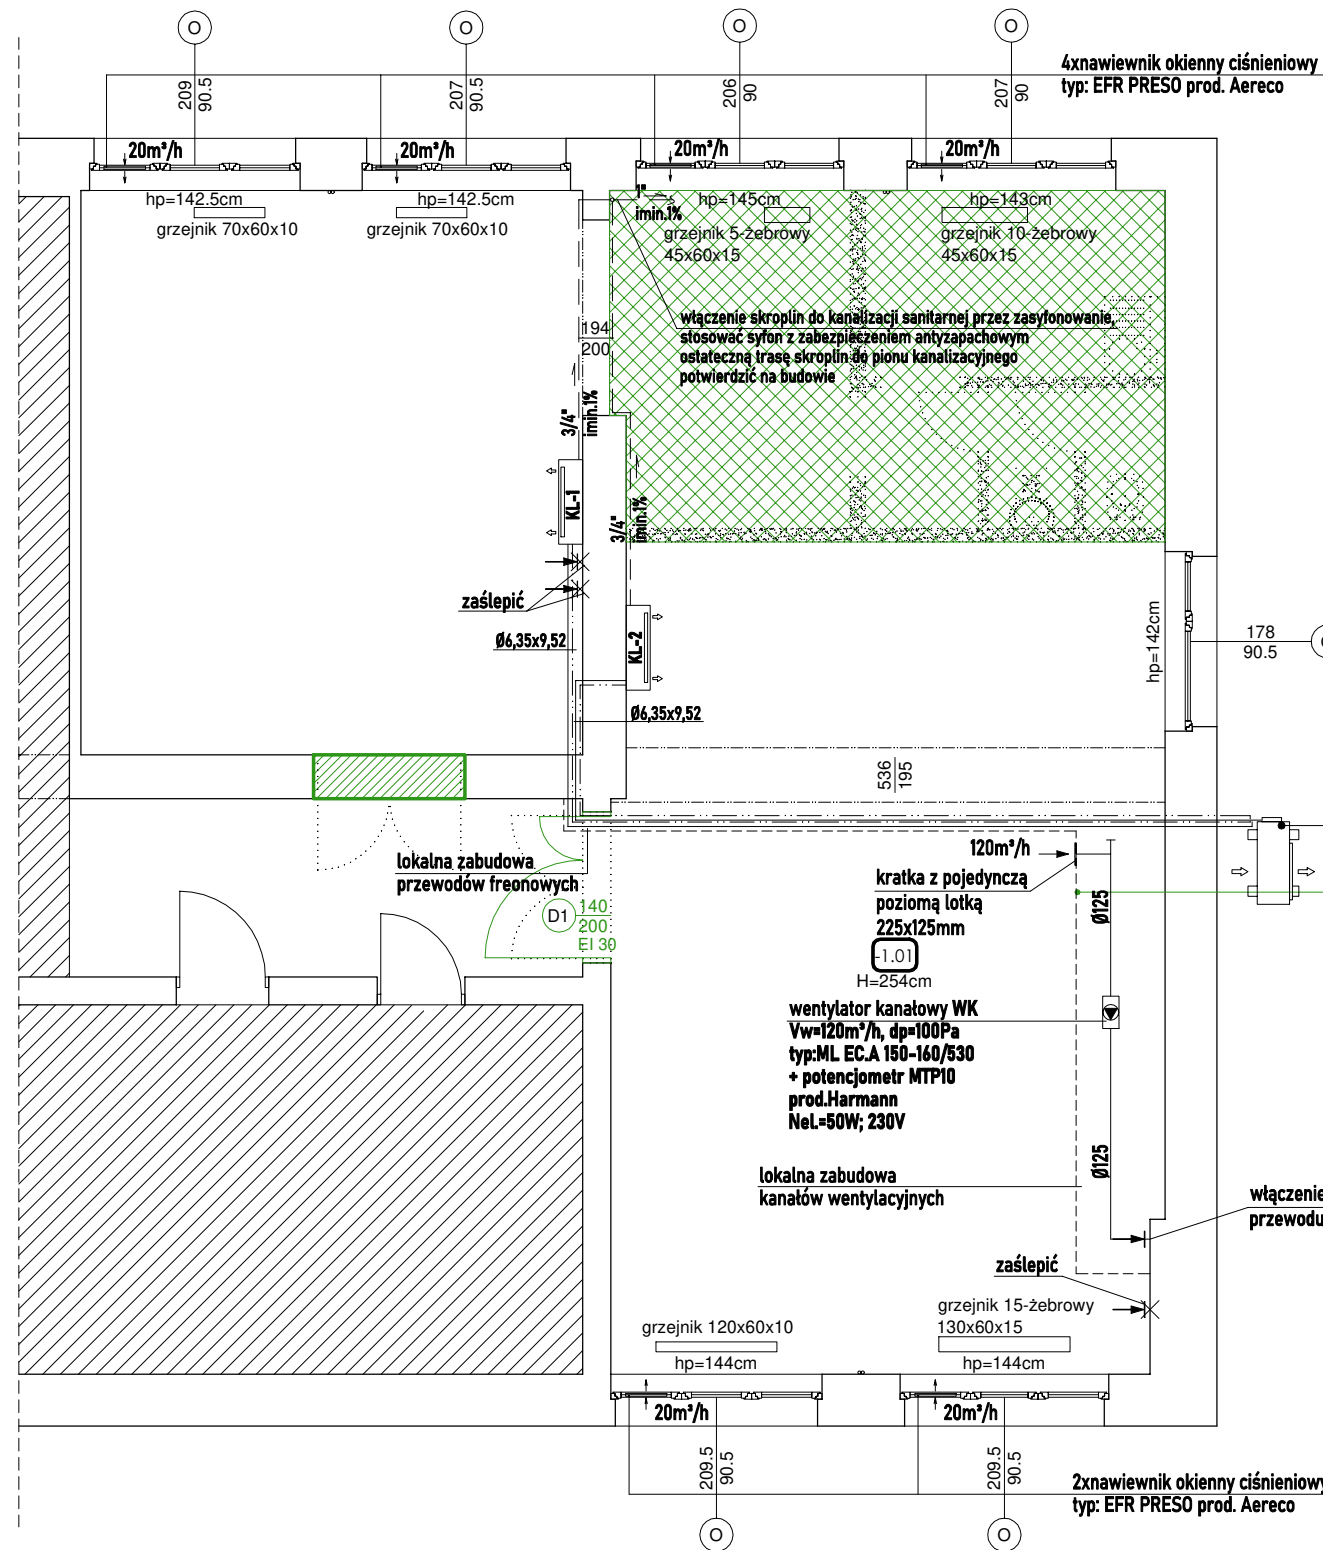 O
O
O
O
4xnawiewnik okienny ciśnieniowy
typ: EFR PRESO prod. Aereco
209
90.5
207
90.5
206
90
207
90
20m³/h
20m³/h
20m³/h
20m³/h
hp=142.5cm
hp=142.5cm
hp=145cm
hp=143cm
grzejnik 70x60x10
grzejnik 70x60x10
1"
imin.1%
grzejnik 5-żebrowy
45x60x15
grzejnik 10-żebrowy
45x60x15
włączenie skroplin do kanalizacji sanitarnej przez zasyfonowanie,
stosować syfon z zabezpieczeniem antyzapachowym
ostateczną trasę skroplin do pionu kanalizacyjnego
potwierdzić na budowie
194
200
3/4"
imin.1%
KL-1
3/4"
imin.1%
zaślepić
Ø6,35x9,52
KL-2
Ø6,35x9,52
hp=142cm
178
90.5
536
195
lokalna zabudowa
przewodów freonowych
D1
140
200
EI 30
120m³/h
kratka z pojedynczą
poziomą lotką
225x125mm
-1.01
H=254cm
Ø125
wentylator kanałowy WK
Vw=120m³/h, dp=100Pa
typ:ML EC.A 150-160/530
+ potencjometr MTP10
prod.Harmann
Nel.=50W; 230V
Ø125
lokalna zabudowa
kanałów wentylacyjnych
włączenie
przewodu
zaślepić
grzejnik 15-żebrowy
130x60x15
grzejnik 120x60x10
hp=144cm
hp=144cm
20m³/h
20m³/h
209.5
90.5
209.5
90.5
2xnawiewnik okienny ciśnieniowy
typ: EFR PRESO prod. Aereco
O
O